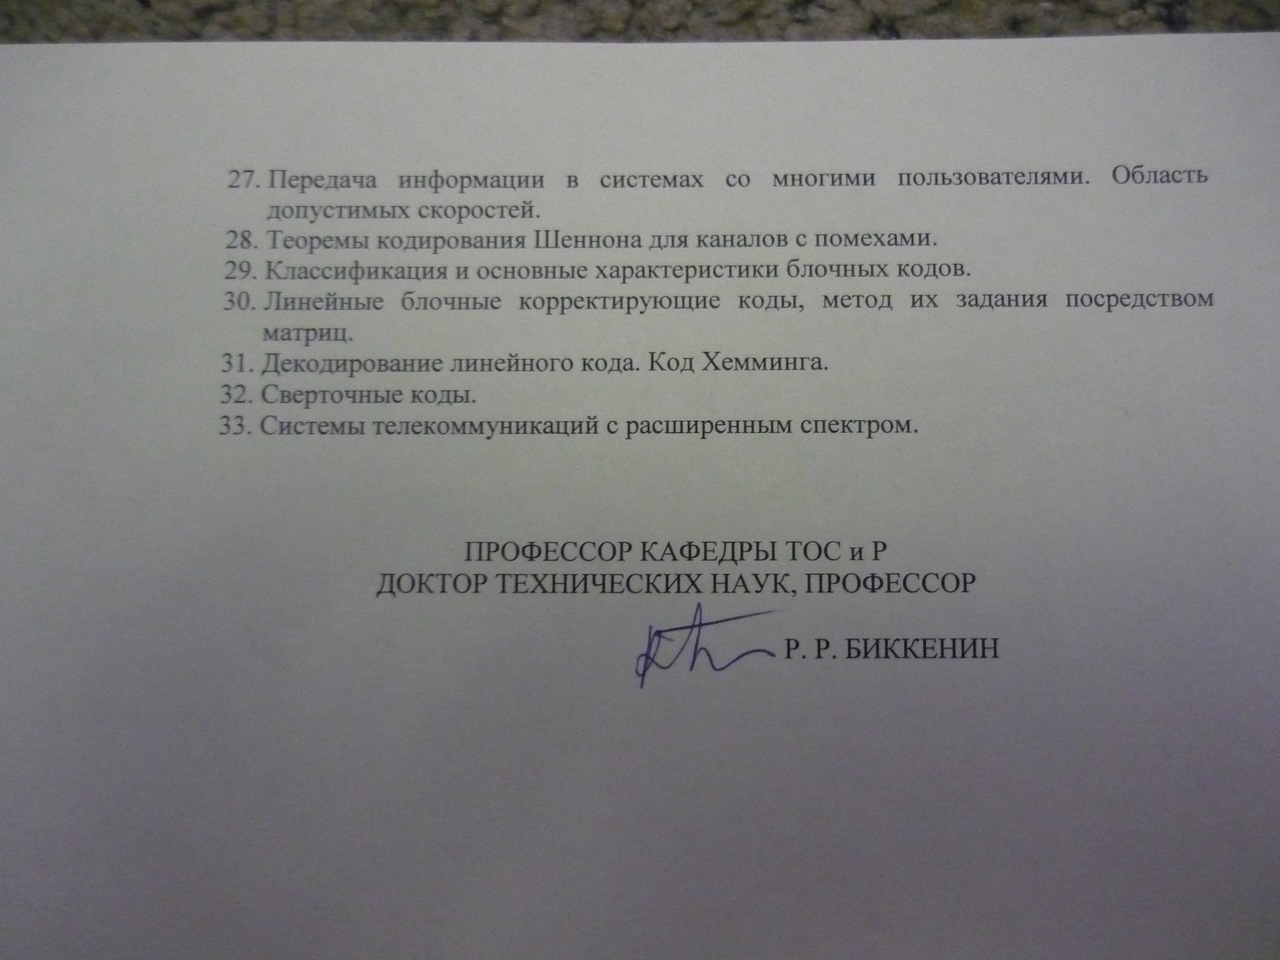 27. Передача информации в системах со многими пользователями. Область
допустимых скоростей.
28. Теоремы кодирования Шеннона для каналов с помехами.
29. Классификация и основные характеристики блочных кодов.
30. Линейные блочные корректирующие коды, метод их задания посредством
матриц.
31. Декодирование линейного кода. Код Хемминга.
32. Сверточные коды.
33. Системы телекоммуникаций с расширенным спектром.
ПРОФЕССОР КАФЕДРЫ ТОС и Р
ДОКТОР ТЕХНИЧЕСКИХ НАУК, ПРОФЕССОР
Р. Р. БИККЕНИН